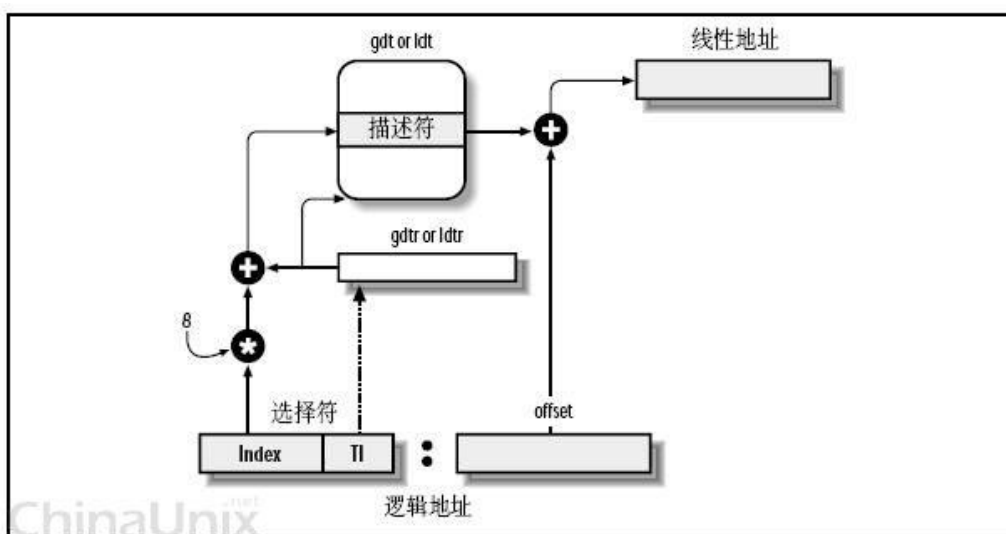 gdt or ldt
线性地址
描述符
gdtr or ldtr
8
选择符
offset
Index
TI
:
逻辑地址
ChinaUnix.net